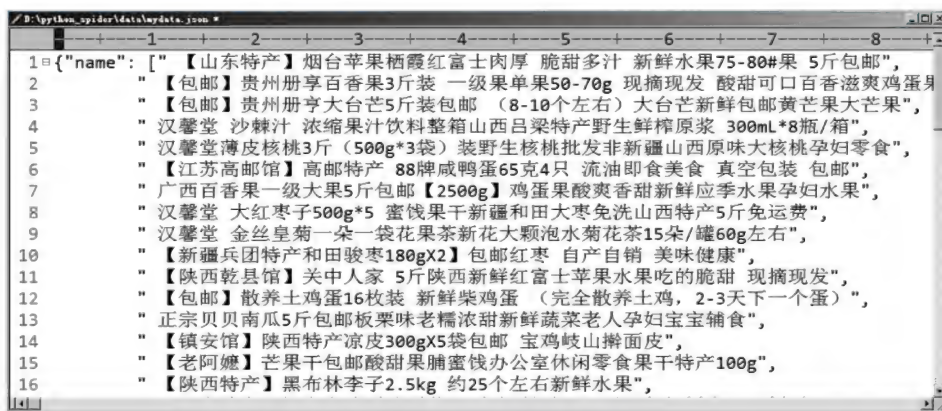 D:\python_spider\data\mydata.json *
----+----1----+----2----+----3----+----4----+----5----+----6----+----7----+----8----+--
1 {"name": [" 【山东特产】烟台苹果栖霞红富士肉厚 脆甜多汁 新鲜水果75-80#果 5斤包邮",
2 " 【包邮】贵州册享百香果3斤装 一级果单果50-70g 现摘现发 酸甜可口百香滋爽鸡蛋果
3 " 【包邮】贵州册亨大台芒5斤装包邮 （8-10个左右）大台芒新鲜包邮黄芒果大芒果",
4 " 汉馨堂 沙棘汁 浓缩果汁饮料整箱山西吕梁特产野生鲜榨原浆 300mL*8瓶/箱",
5 " 汉馨堂薄皮核桃3斤（500g*3袋）装野生核桃批发非新疆山西原味大核桃孕妇零食",
6 " 【江苏高邮馆】高邮特产 88牌咸鸭蛋65克4只 流油即食美食 真空包装 包邮",
7 " 广西百香果一级大果5斤包邮【2500g】鸡蛋果酸爽香甜新鲜应季水果孕妇水果",
8 " 汉馨堂 大红枣子500g*5 蜜饯果干新疆和田大枣免洗山西特产5斤免运费",
9 " 汉馨堂 金丝皇菊一朵一袋花果茶新花大颗泡水菊花茶15朵/罐60g左右",
10 " 【新疆兵团特产和田骏枣180gX2】包邮红枣 自产自销 美味健康",
11 " 【陕西乾县馆】关中人家 5斤陕西新鲜红富士苹果水果吃的脆甜 现摘现发",
12 " 【包邮】散养土鸡蛋16枚装 新鲜柴鸡蛋 （完全散养土鸡，2-3天下一个蛋）",
13 " 正宗贝贝南瓜5斤包邮板栗味老糯浓甜新鲜蔬菜老人孕妇宝宝辅食",
14 " 【镇安馆】陕西特产凉皮300gX5袋包邮 宝鸡岐山擀面皮",
15 " 【老阿嬷】芒果干包邮酸甜果脯蜜饯办公室休闲零食果干特产100g",
16 " 【陕西特产】黑布林李子2.5kg 约25个左右新鲜水果",